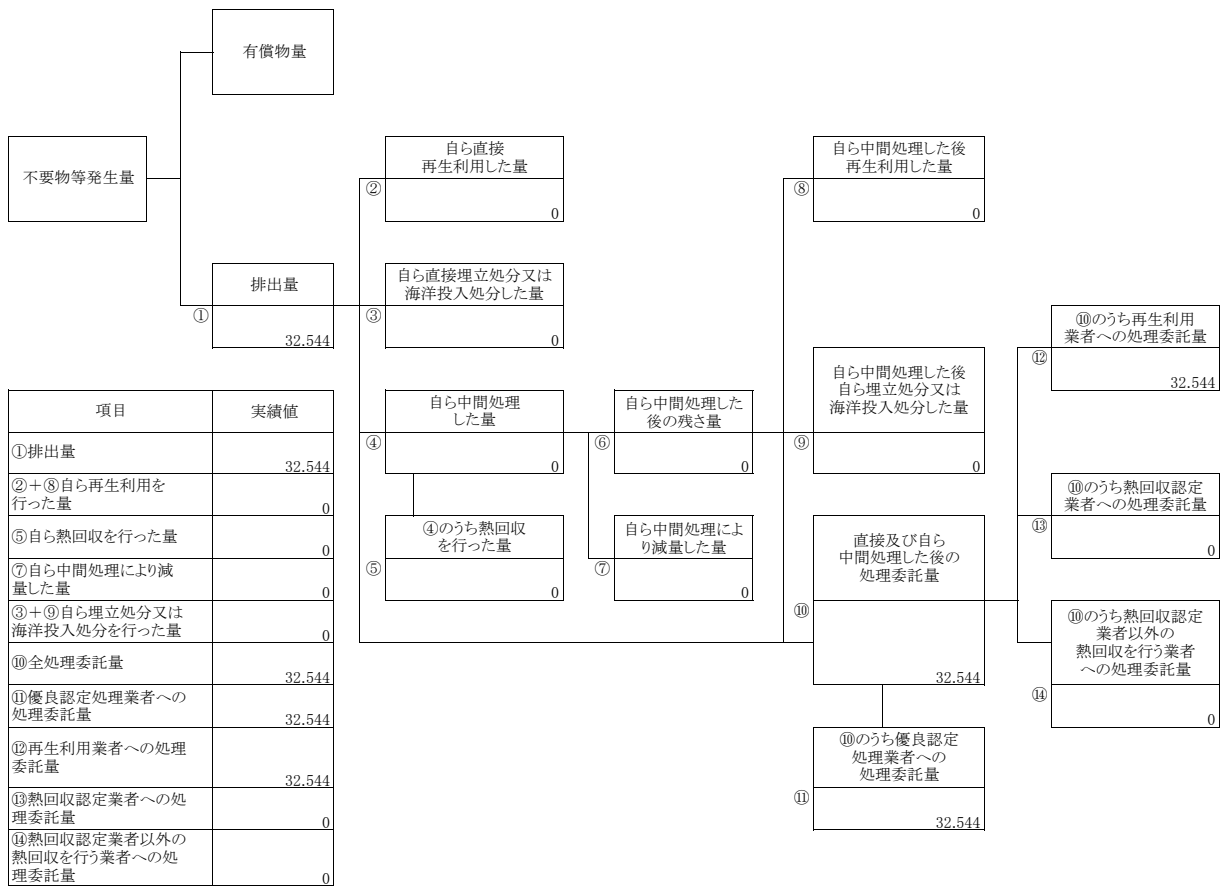 有償物量
不要物等発生量
自ら直接
再生利用した量
②
0
自ら中間処理した後
再生利用した量
⑧
0
排出量
①
32.544
自ら直接埋立処分又は
海洋投入処分した量
③
0
⑩のうち再生利用
業者への処理委託量
⑫
32.544
自ら中間処理
した量
④
0
自ら中間処理した
後の残さ量
⑥
0
自ら中間処理した後
自ら埋立処分又は
海洋投入処分した量
⑨
0
⑩のうち熱回収認定
業者への処理委託量
⑬
0
④のうち熱回収
を行った量
⑤
0
自ら中間処理によ
り減量した量
⑦
0
直接及び自ら
中間処理した後の
処理委託量
⑩
32.544
⑩のうち熱回収認定
業者以外の
熱回収を行う業者
への処理委託量
⑭
0
⑩のうち優良認定
処理業者への
処理委託量
⑪
32.544
項目 実績値
①排出量
32.544
②＋⑧自ら再生利用を
行った量
0
⑤自ら熱回収を行った量
0
⑦自ら中間処理により減
量した量
0
③＋⑨自ら埋立処分又は
海洋投入処分を行った量
0
⑩全処理委託量
32.544
⑪優良認定処理業者への
処理委託量
32.544
⑫再生利用業者への処理
委託量
32.544
⑬熱回収認定業者への処
理委託量
0
⑭熱回収認定業者以外の
熱回収を行う業者への処
理委託量
0